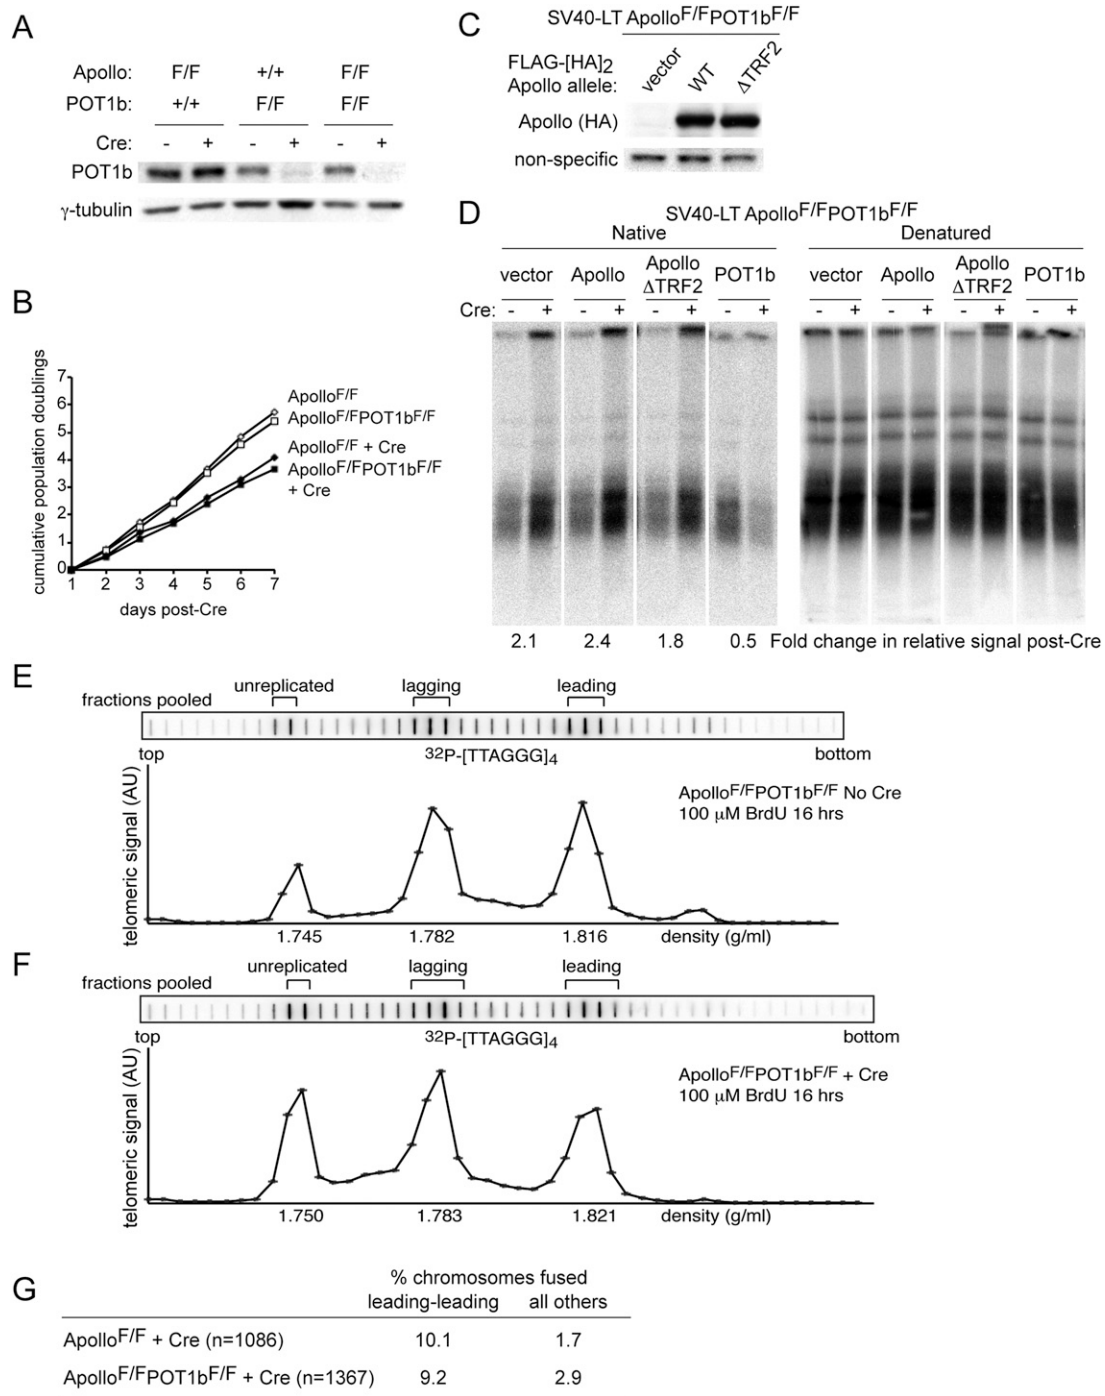 A
Apollo: F/F +/+ F/F
POT1b: +/+ F/F F/F
Cre: - + - + - +
POT1b
γ-tubulin
B
cumulative population doublings
7
6
5
4
3
2
1
0
1 2 3 4 5 6 7
days post-Cre
ApolloF/F
ApolloF/FPOT1bF/F
ApolloF/F + Cre
ApolloF/FPOT1bF/F
+ Cre
C
SV40-LT ApolloF/FPOT1bF/F
FLAG-[HA]2
Apollo allele:
vector WT ΔTRF2
Apollo (HA)
non-specific
D
SV40-LT ApolloF/FPOT1bF/F
Native Denatured
vector Apollo Apollo ΔTRF2 POT1b vector Apollo Apollo ΔTRF2 POT1b
Cre: - + - + - + - + - + - + - + - +
2.1 2.4 1.8 0.5 Fold change in relative signal post-Cre
E
unreplicated lagging leading
fractions pooled
top 32P-[TTAGGG]4 bottom
telomeric signal (AU)
ApolloF/FPOT1bF/F No Cre
100 μM BrdU 16 hrs
1.745 1.782 1.816 density (g/ml)
F
unreplicated lagging leading
fractions pooled
top 32P-[TTAGGG]4 bottom
telomeric signal (AU)
ApolloF/FPOT1bF/F + Cre
100 μM BrdU 16 hrs
1.750 1.783 1.821 density (g/ml)
G
% chromosomes fused
leading-leading all others
ApolloF/F + Cre (n=1086) 10.1 1.7
ApolloF/FPOT1bF/F + Cre (n=1367) 9.2 2.9